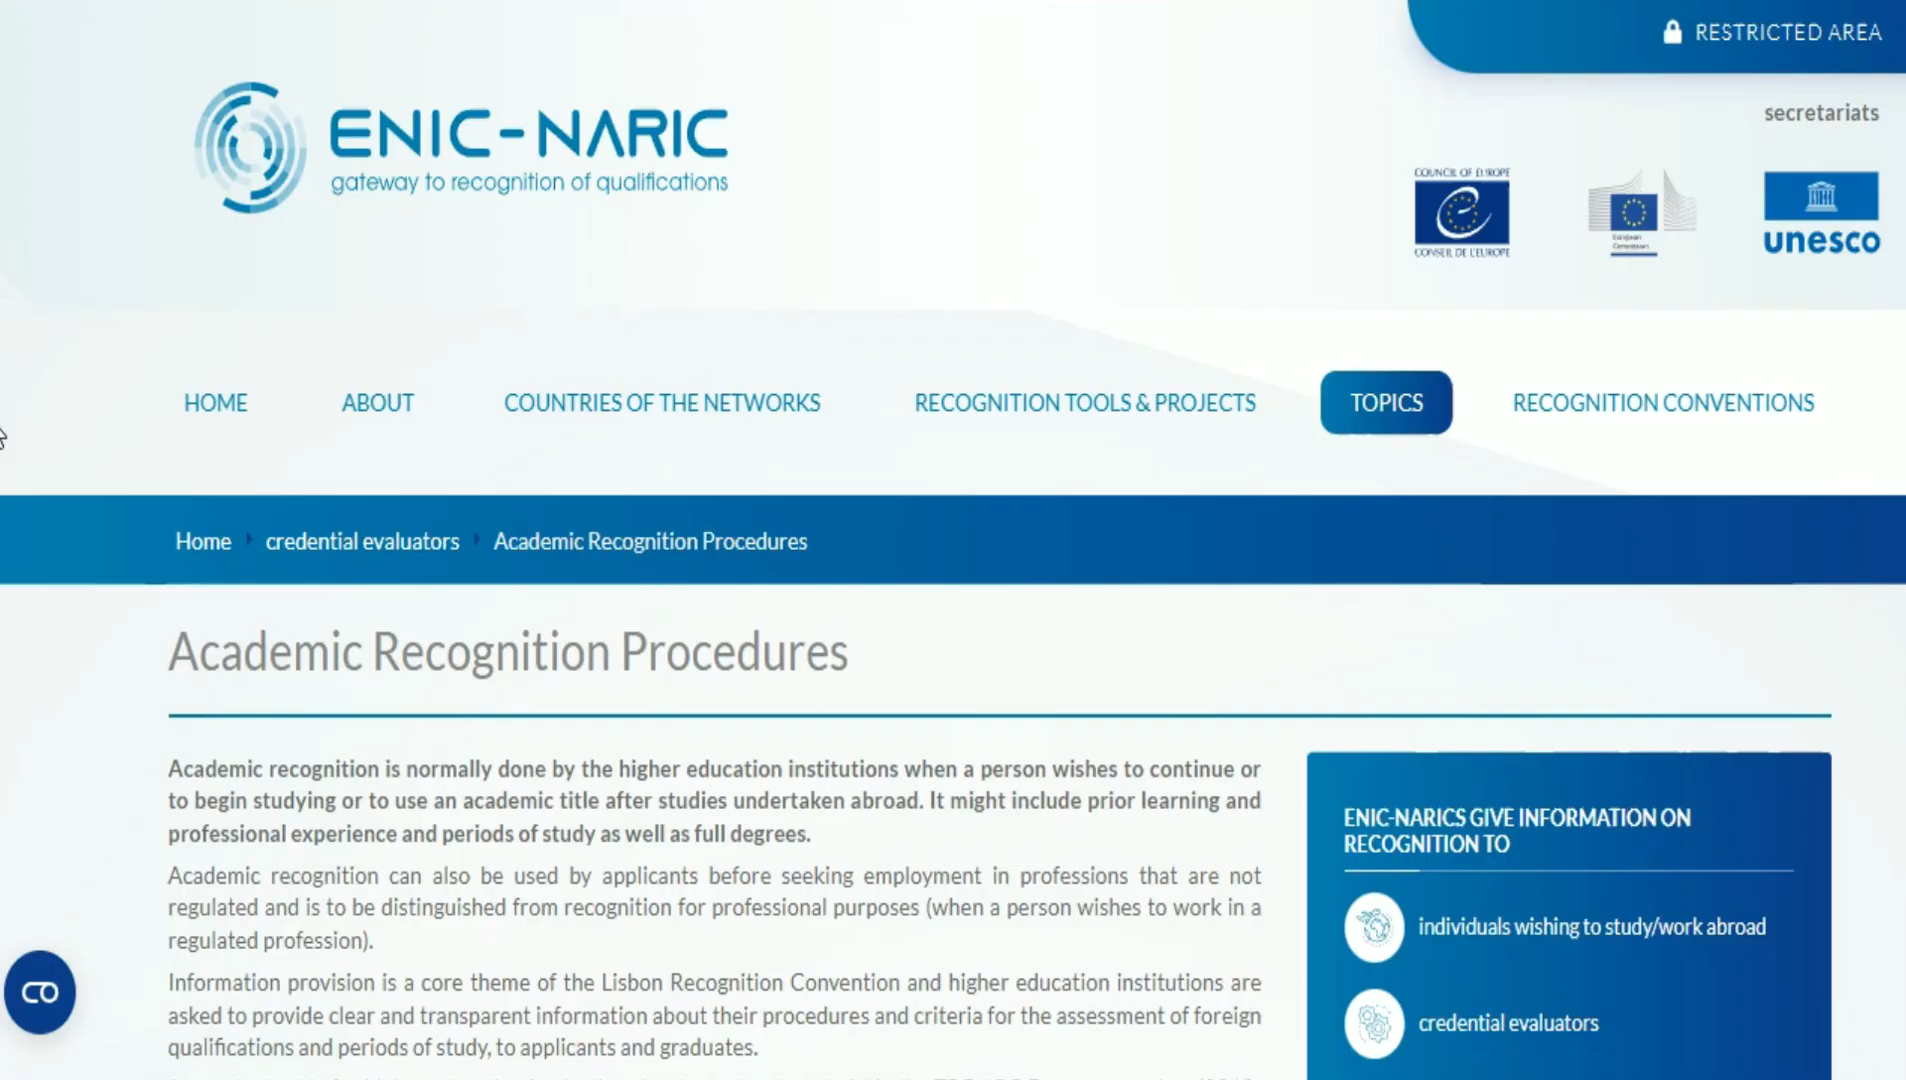 RESTRICTED AREA
ENIC-NARIC
gateway to recognition of qualifications
secretariats
COUNCIL OF EUROPE
CONSEIL DE L'EUROPE
European
Commission
unesco
HOME
ABOUT
COUNTRIES OF THE NETWORKS
RECOGNITION TOOLS & PROJECTS
TOPICS
RECOGNITION CONVENTIONS
Home
credential evaluators
Academic Recognition Procedures
Academic Recognition Procedures
Academic recognition is normally done by the higher education institutions when a person wishes to continue or
to begin studying or to use an academic title after studies undertaken abroad. It might include prior learning and
professional experience and periods of study as well as full degrees.
Academic recognition can also be used by applicants before seeking employment in professions that are not
regulated and is to be distinguished from recognition for professional purposes (when a person wishes to work in a
regulated profession).
Information provision is a core theme of the Lisbon Recognition Convention and higher education institutions are
asked to provide clear and transparent information about their procedures and criteria for the assessment of foreign
qualifications and periods of study, to applicants and graduates.
ENIC-NARICS GIVE INFORMATION ON
RECOGNITION TO
individuals wishing to study/work abroad
credential evaluators